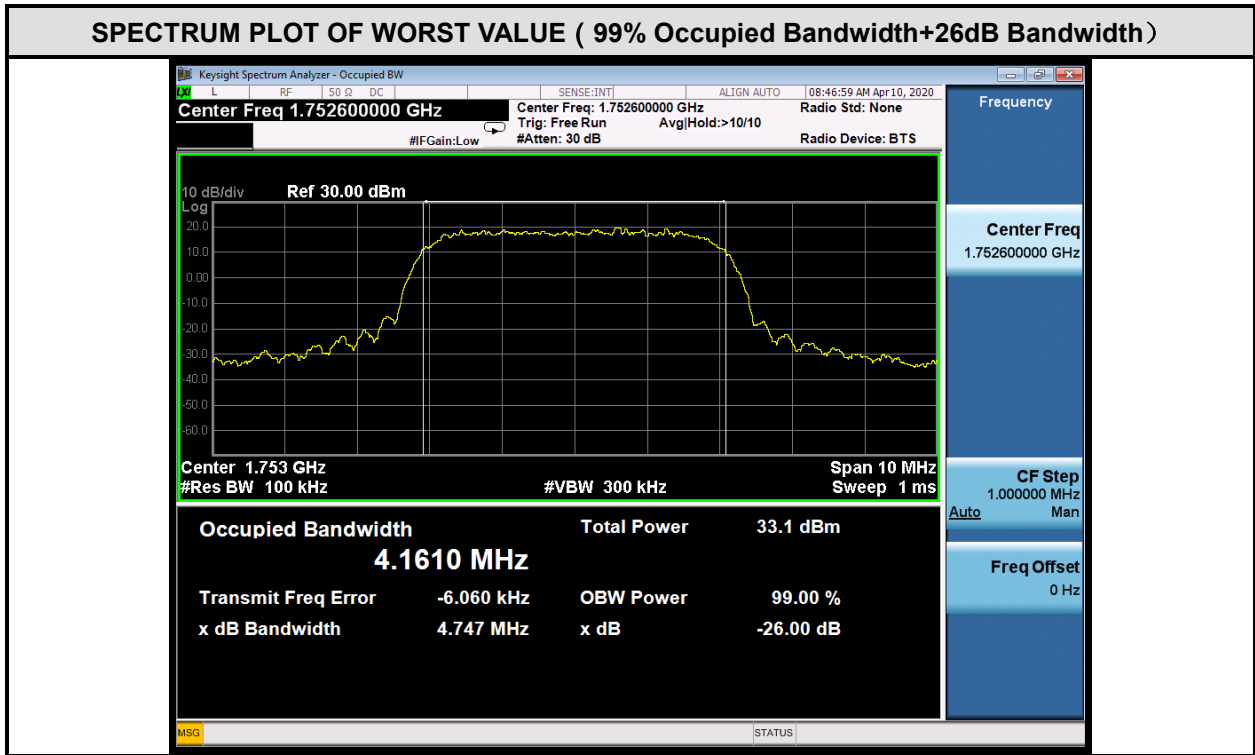 SPECTRUM PLOT OF WORST VALUE（99% Occupied Bandwidth+26dB Bandwidth）
Keysight Spectrum Analyzer - Occupied BW
LXI L RF 50 Ω DC SENSE:INT ALIGN AUTO 08:46:59 AM Apr 10, 2020
Center Freq 1.752600000 GHz
Center Freq: 1.752600000 GHz Radio Std: None
Trig: Free Run Avg|Hold:>10/10
#IFGain:Low #Atten: 30 dB Radio Device: BTS
Frequency
10 dB/div Ref 30.00 dBm
Log
20.0
10.0
0.00
-10.0
-20.0
-30.0
-40.0
-50.0
-60.0
Center 1.753 GHz Span 10 MHz
#Res BW 100 kHz #VBW 300 kHz Sweep 1 ms
Center Freq
1.752600000 GHz
CF Step
1.000000 MHz
Auto Man
Freq Offset
0 Hz
Occupied Bandwidth Total Power 33.1 dBm
4.1610 MHz
Transmit Freq Error -6.060 kHz OBW Power 99.00 %
x dB Bandwidth 4.747 MHz x dB -26.00 dB
MSG STATUS